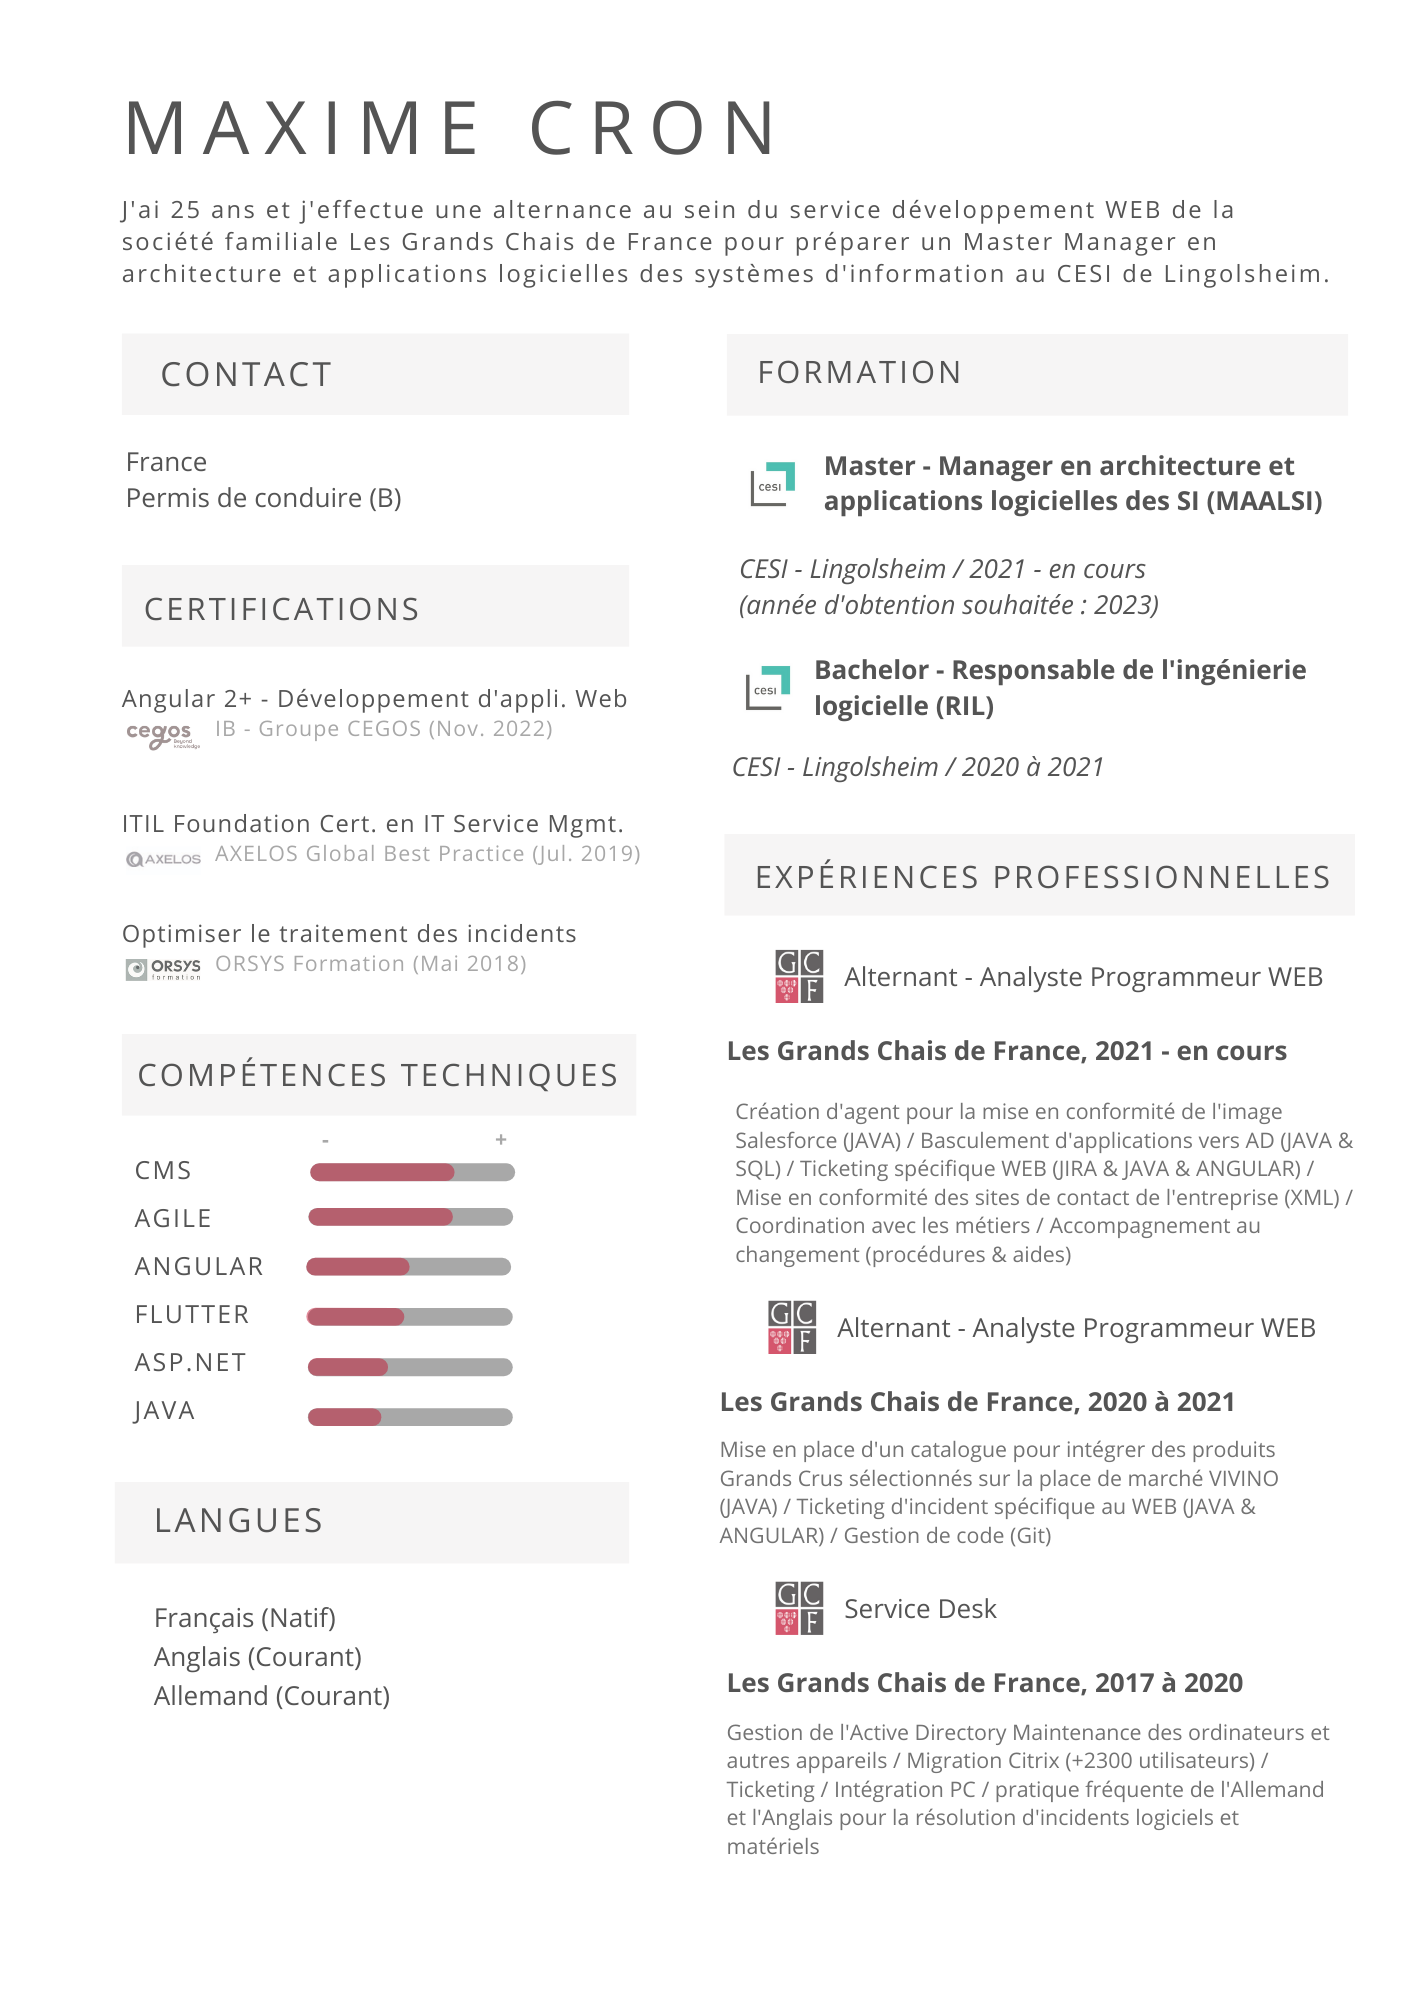 MAXIME CRON
J'ai 25 ans et j'effectue une alternance au sein du service développement WEB de la
société familiale Les Grands Chais de France pour préparer un Master Manager en
architecture et applications logicielles des systèmes d'information au CESI de Lingolsheim.
CONTACT
France
Permis de conduire (B)
CERTIFICATIONS
Angular 2+ - Développement d'appli. Web
cegos
Beyond
knowledge
IB - Groupe CEGOS (Nov. 2022)
ITIL Foundation Cert. en IT Service Mgmt.
AXELOS
AXELOS Global Best Practice (Jul. 2019)
Optimiser le traitement des incidents
ORSYS
formation
ORSYS Formation (Mai 2018)
COMPÉTENCES TECHNIQUES
- +
CMS
AGILE
ANGULAR
FLUTTER
ASP.NET
JAVA
LANGUES
Français (Natif)
Anglais (Courant)
Allemand (Courant)
FORMATION
cesi
Master - Manager en architecture et
applications logicielles des SI (MAALSI)
CESI - Lingolsheim / 2021 - en cours
(année d'obtention souhaitée : 2023)
cesi
Bachelor - Responsable de l'ingénierie
logicielle (RIL)
CESI - Lingolsheim / 2020 à 2021
EXPÉRIENCES PROFESSIONNELLES
GCF
Alternant - Analyste Programmeur WEB
Les Grands Chais de France, 2021 - en cours
Création d'agent pour la mise en conformité de l'image
Salesforce (JAVA) / Basculement d'applications vers AD (JAVA &
SQL) / Ticketing spécifique WEB (JIRA & JAVA & ANGULAR) /
Mise en conformité des sites de contact de l'entreprise (XML) /
Coordination avec les métiers / Accompagnement au
changement (procédures & aides)
GCF
Alternant - Analyste Programmeur WEB
Les Grands Chais de France, 2020 à 2021
Mise en place d'un catalogue pour intégrer des produits
Grands Crus sélectionnés sur la place de marché VIVINO
(JAVA) / Ticketing d'incident spécifique au WEB (JAVA &
ANGULAR) / Gestion de code (Git)
GCF
Service Desk
Les Grands Chais de France, 2017 à 2020
Gestion de l'Active Directory Maintenance des ordinateurs et
autres appareils / Migration Citrix (+2300 utilisateurs) /
Ticketing / Intégration PC / pratique fréquente de l'Allemand
et l'Anglais pour la résolution d'incidents logiciels et
matériels